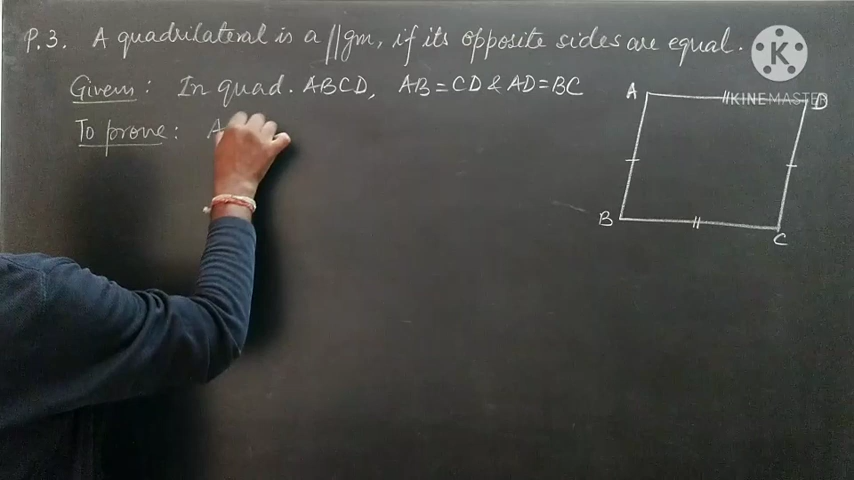 P.3. A quadrilateral is a ||gm, if its opposite sides are equal.
Given: In quad. ABCD, AB = CD & AD = BC
To prove: A
A
D
B
C
K
KINEMASTER